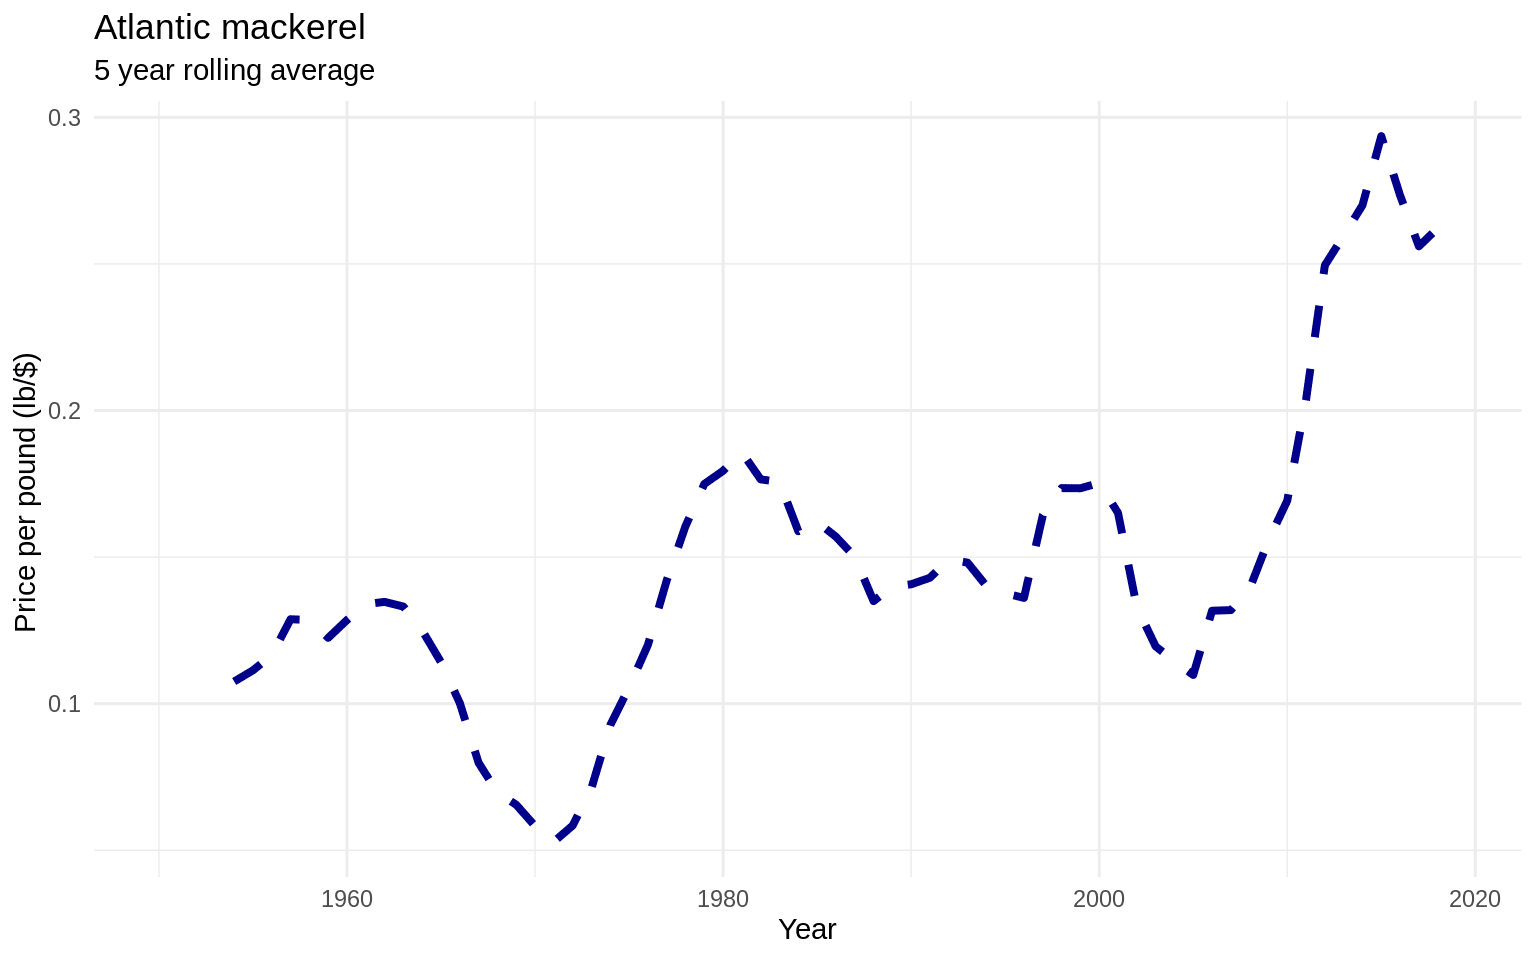 Atlantic mackerel
5 year rolling average
0.3
0.2
0.1
Price per pound (lb/$)
1960
1980
2000
2020
Year